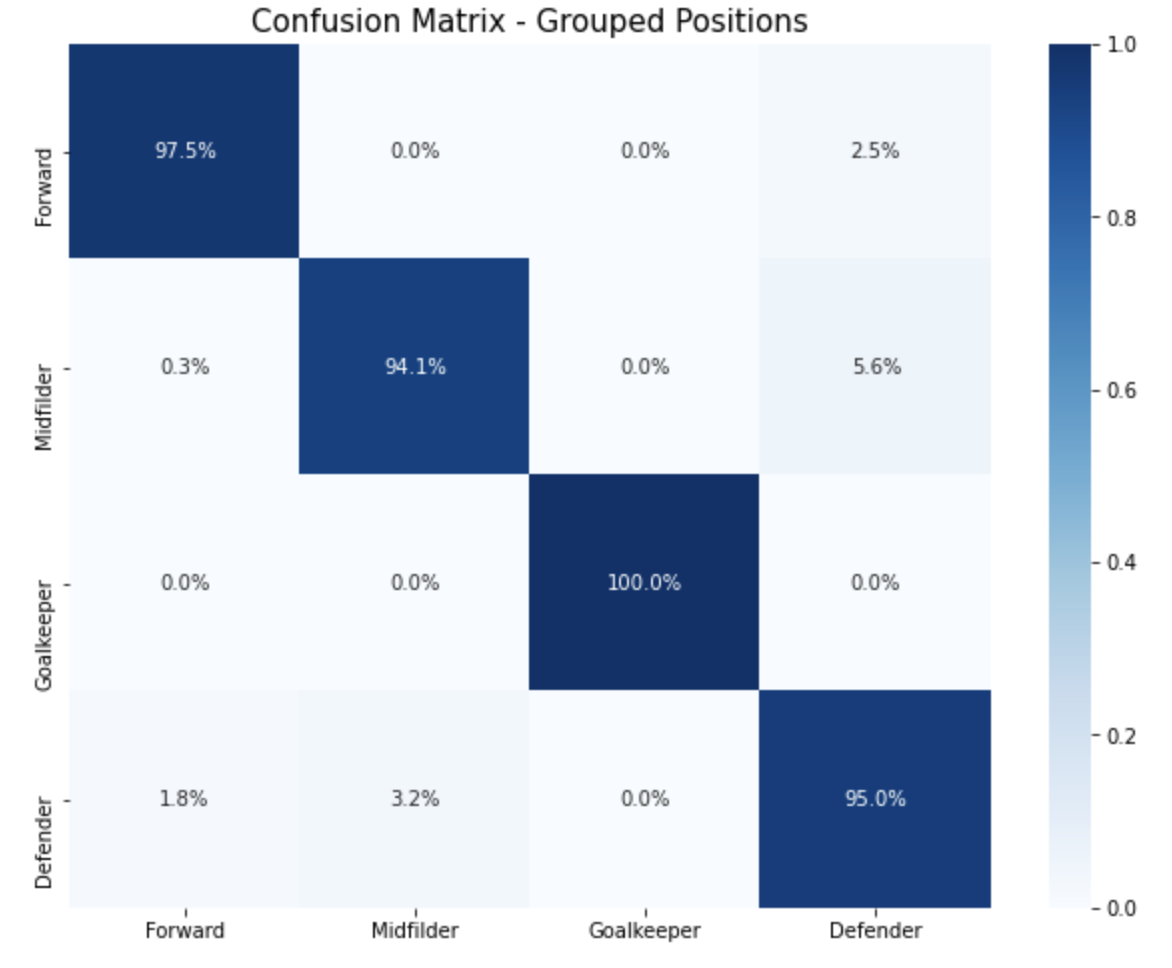 Confusion Matrix - Grouped Positions
Forward 97.5% 0.0% 0.0% 2.5%
Midfilder 0.3% 94.1% 0.0% 5.6%
Goalkeeper 0.0% 0.0% 100.0% 0.0%
Defender 1.8% 3.2% 0.0% 95.0%
Forward Midfilder Goalkeeper Defender
1.0
0.8
0.6
0.4
0.2
0.0